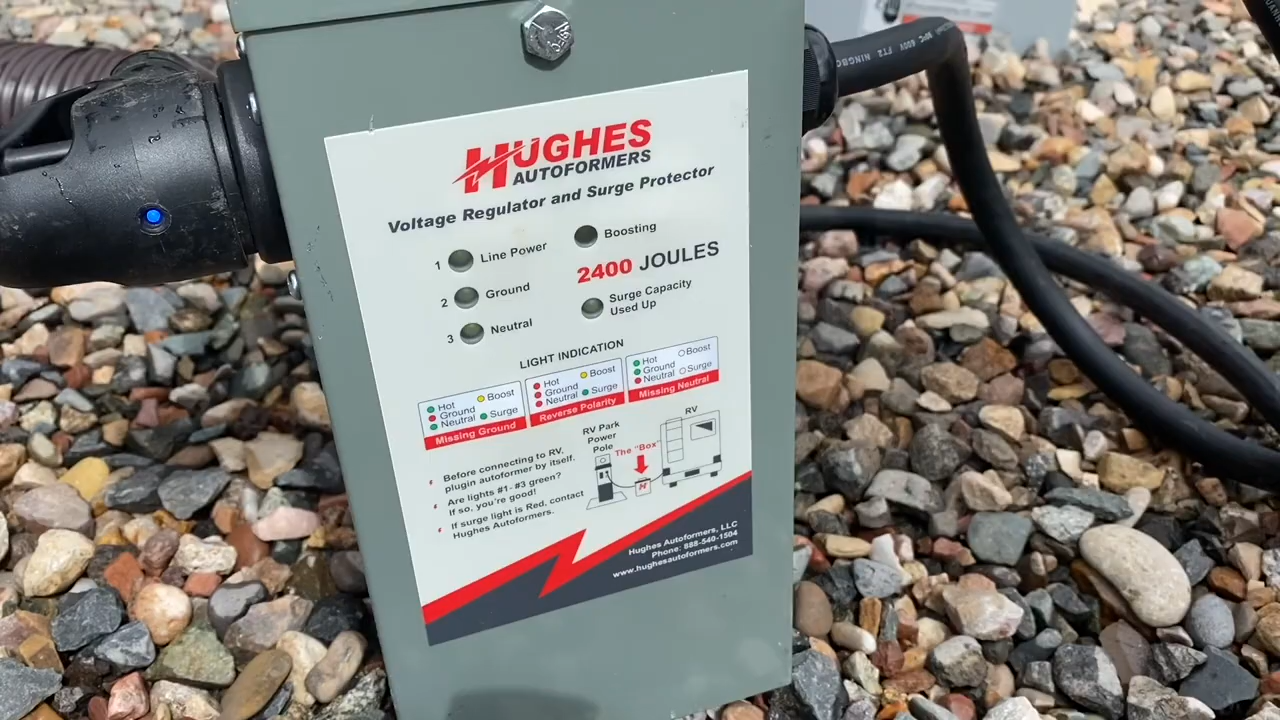 HUGHES
AUTOFORMERS
Voltage Regulator and Surge Protector
1 Line Power
Boosting
2 Ground
2400 JOULES
3 Neutral
Surge Capacity
Used Up
LIGHT INDICATION
Hot Boost
Ground
Neutral Surge
Missing Ground
Hot Boost
Ground
Neutral Surge
Reverse Polarity
Hot Boost
Ground
Neutral Surge
Missing Neutral
Before connecting to RV,
plugin autoformer by itself.
Are lights #1-#3 green?
If so, you're good!
If surge light is Red, contact
Hughes Autoformers.
RV Park
Power
Pole
The "Box"
H
RV
Hughes Autoformers, LLC
Phone: 888-540-1504
www.hughesautoformers.com
600V FT2 NINGBO